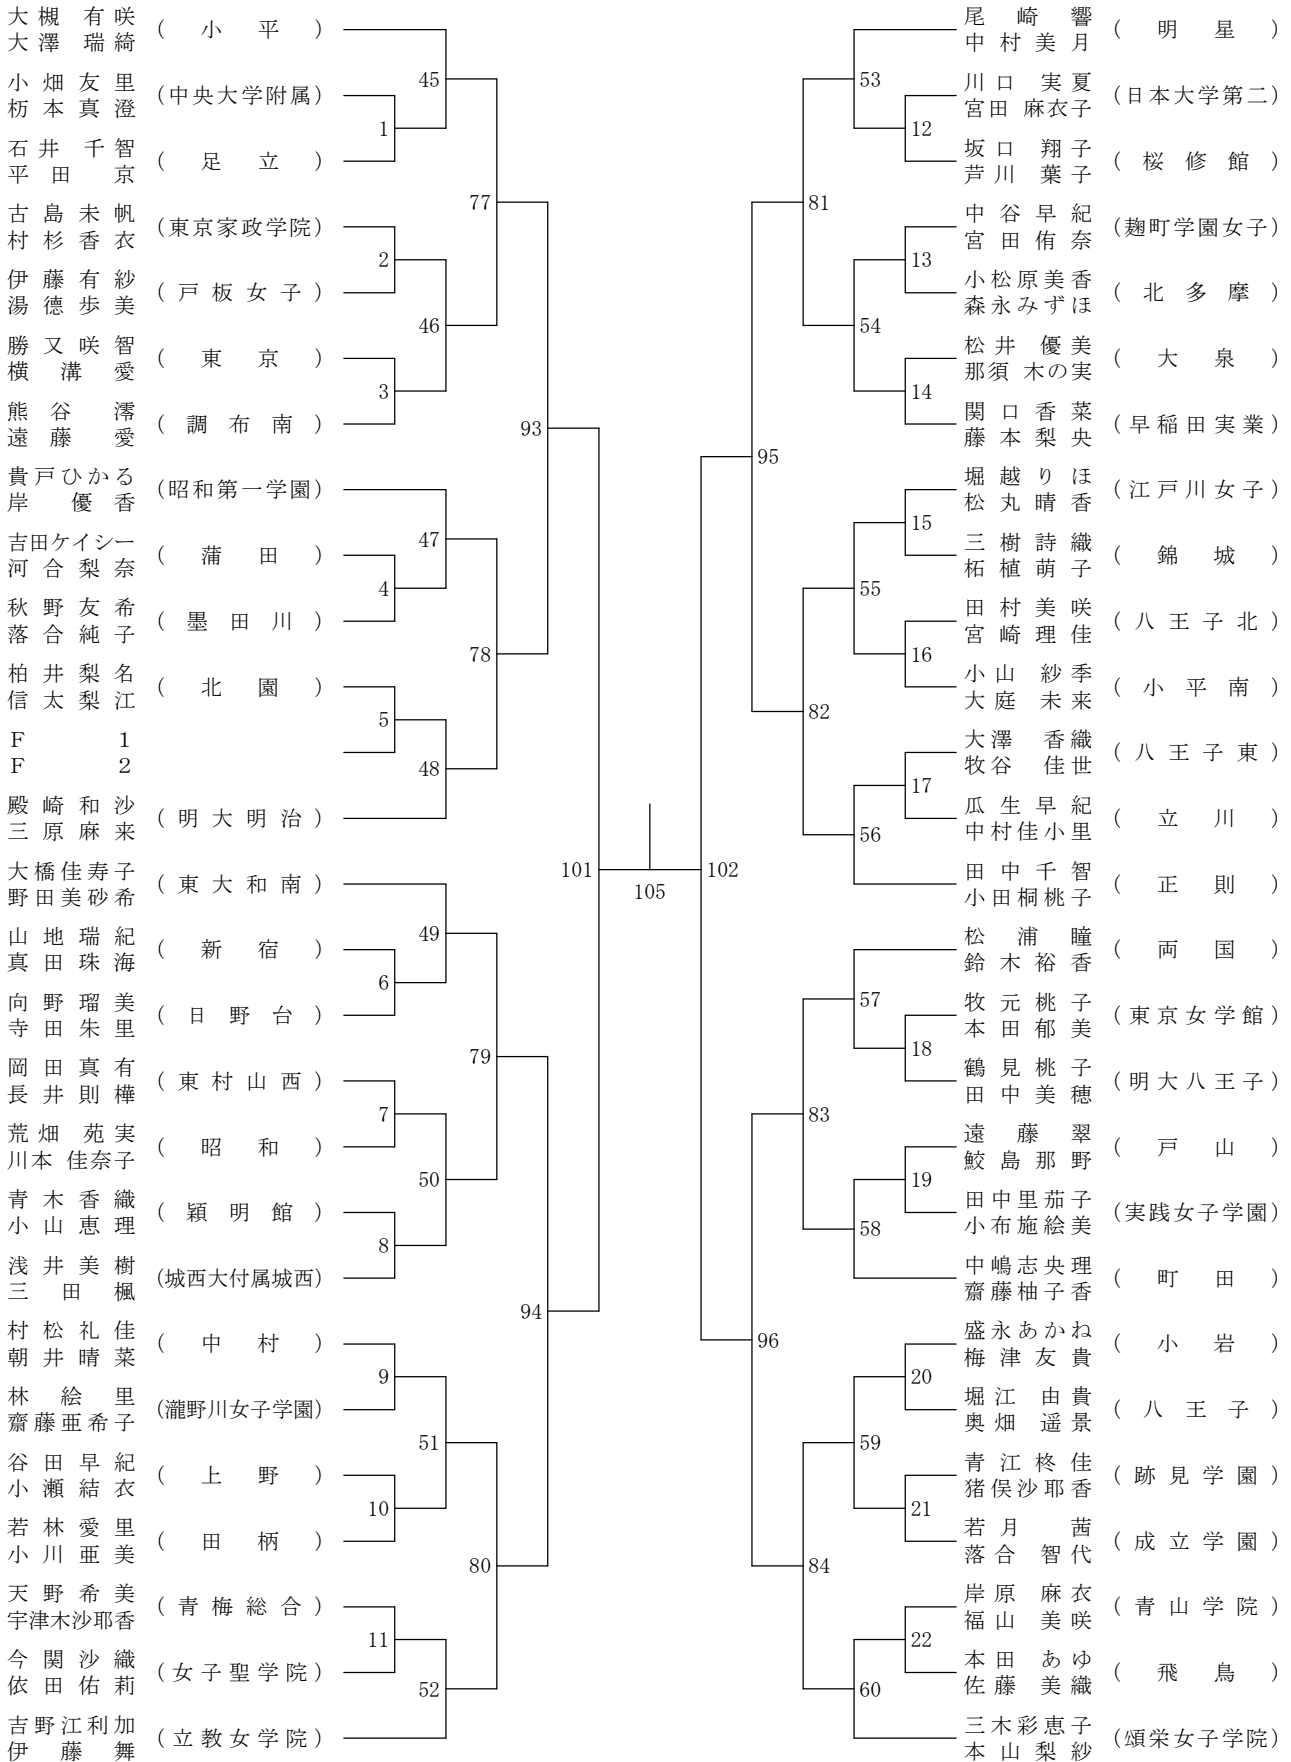 大槻有咲
大澤瑞綺
(小平)
小畑友里
栃本真澄
(中央大学附属)
石井千智
平田京
(足立)
古島未帆
村杉香衣
(東京家政学院)
伊藤有紗
湯德歩美
(戸板女子)
勝又咲智
横溝愛
(東京)
熊谷澪
遠藤愛
(調布南)
貴戸ひかる
岸優香
(昭和第一学園)
吉田ケイシー
河合梨奈
(蒲田)
秋野友希
落合純子
(墨田川)
柏井梨名
信太梨江
(北園)
F 1
F 2
殿崎和沙
三原麻来
(明大明治)
大橋佳寿子
野田美砂希
(東大和南)
山地瑞紀
真田珠海
(新宿)
向野瑠美
寺田朱里
(日野台)
岡田真有
長井則樺
(東村山西)
荒畑苑実
川本佳奈子
(昭和)
青木香織
小山恵理
(穎明館)
浅井美樹
三田楓
(城西大付属城西)
村松礼佳
朝井晴菜
(中村)
林絵里
齋藤亜希子
(瀧野川女子学園)
谷田早紀
小瀬結衣
(上野)
若林愛里
小川亜美
(田柄)
天野希美
宇津木沙耶香
(青梅総合)
今関沙織
依田佑莉
(女子聖学院)
吉野江利加
伊藤舞
(立教女学院)
1
2
3
4
5
6
7
8
9
10
11
45
46
47
48
49
50
51
52
77
78
79
80
93
94
101
105
102
95
96
81
82
83
84
53
54
55
56
57
58
59
60
12
13
14
15
16
17
18
19
20
21
22
尾崎響
中村美月
(明星)
川口実夏
宮田麻衣子
(日本大学第二)
坂口翔子
芦川葉子
(桜修館)
中谷早紀
宮田侑奈
(麹町学園女子)
小松原美香
森永みずほ
(北多摩)
松井優美
那須木の実
(大泉)
関口香菜
藤本梨央
(早稲田実業)
堀越りほ
松丸晴香
(江戸川女子)
三樹詩織
柘植萌子
(錦城)
田村美咲
宮崎理佳
(八王子北)
小山紗季
大庭未来
(小平南)
大澤香織
牧谷佳世
(八王子東)
瓜生早紀
中村佳小里
(立川)
田中千智
小田桐桃子
(正則)
松浦瞳
鈴木裕香
(両国)
牧元桃子
本田郁美
(東京女学館)
鶴見桃子
田中美穂
(明大八王子)
遠藤翠
鮫島那野
(戸山)
田中里茄子
小布施絵美
(実践女子学園)
中嶋志央理
齋藤柚子香
(町田)
盛永あかね
梅津友貴
(小岩)
堀江由貴
奥畑遥景
(八王子)
青江柊佳
猪俣沙耶香
(跡見学園)
若月茜
落合智代
(成立学園)
岸原麻衣
福山美咲
(青山学院)
本田あゆ
佐藤美織
(飛鳥)
三木彩恵子
本山梨紗
(頌栄女子学院)